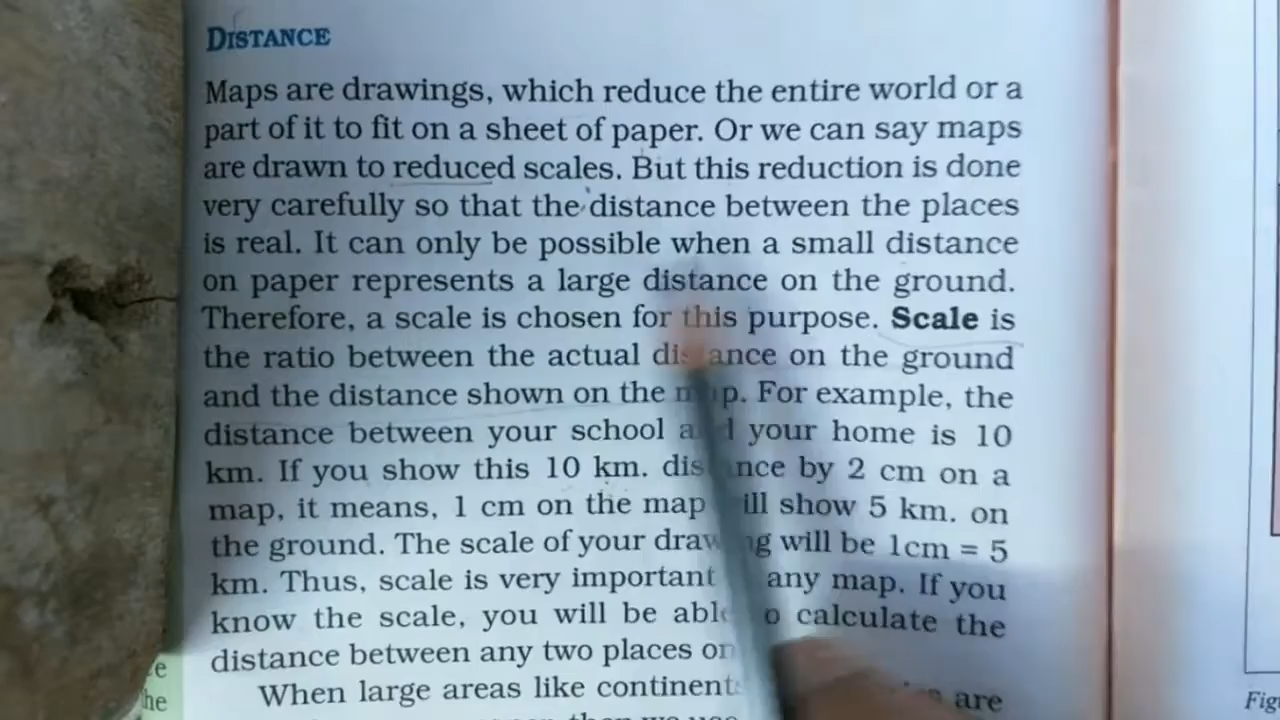 DISTANCE
Maps are drawings, which reduce the entire world or a
part of it to fit on a sheet of paper. Or we can say maps
are drawn to reduced scales. But this reduction is done
very carefully so that the distance between the places
is real. It can only be possible when a small distance
on paper represents a large distance on the ground.
Therefore, a scale is chosen for this purpose. Scale is
the ratio between the actual distance on the ground
and the distance shown on the map. For example, the
distance between your school and your home is 10
km. If you show this 10 km. distance by 2 cm on a
map, it means, 1 cm on the map will show 5 km. on
the ground. The scale of your drawing will be 1cm = 5
km. Thus, scale is very important any map. If you
know the scale, you will be able to calculate the
distance between any two places on
When large areas like continents are
then we use
he